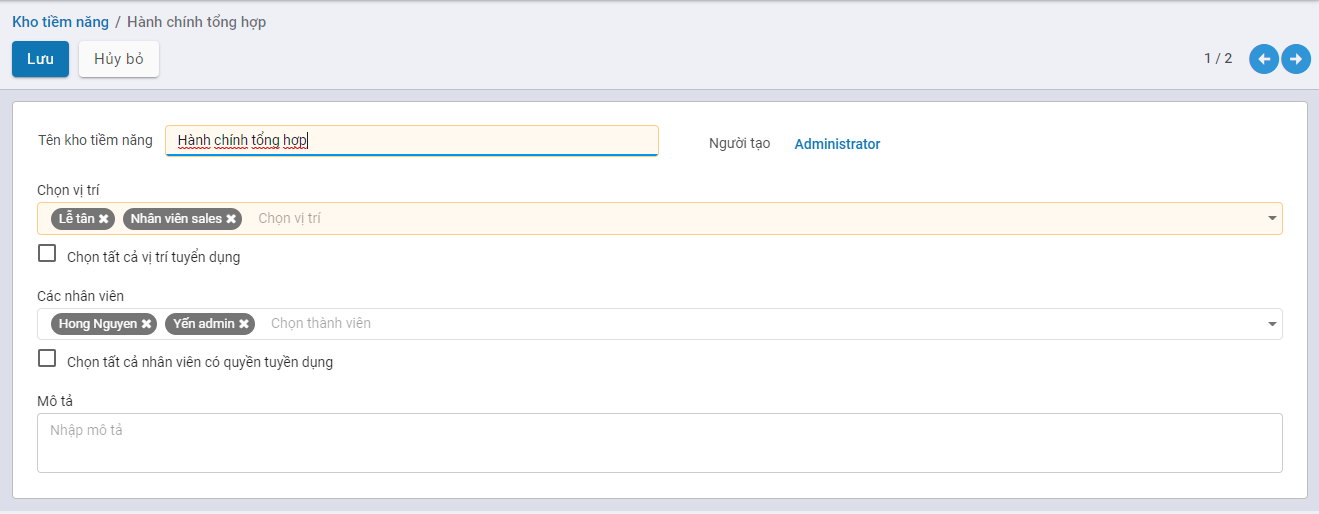 Kho tiềm năng / Hành chính tổng hợp
Lưu Hủy bỏ 1 / 2
Tên kho tiềm năng Hành chính tổng hợp Người tạo Administrator
Chọn vị trí
Lễ tân ✖ Nhân viên sales ✖ Chọn vị trí
Chọn tất cả vị trí tuyển dụng
Các nhân viên
Hong Nguyen ✖ Yến admin ✖ Chọn thành viên
Chọn tất cả nhân viên có quyền tuyển dụng
Mô tả
Nhập mô tả